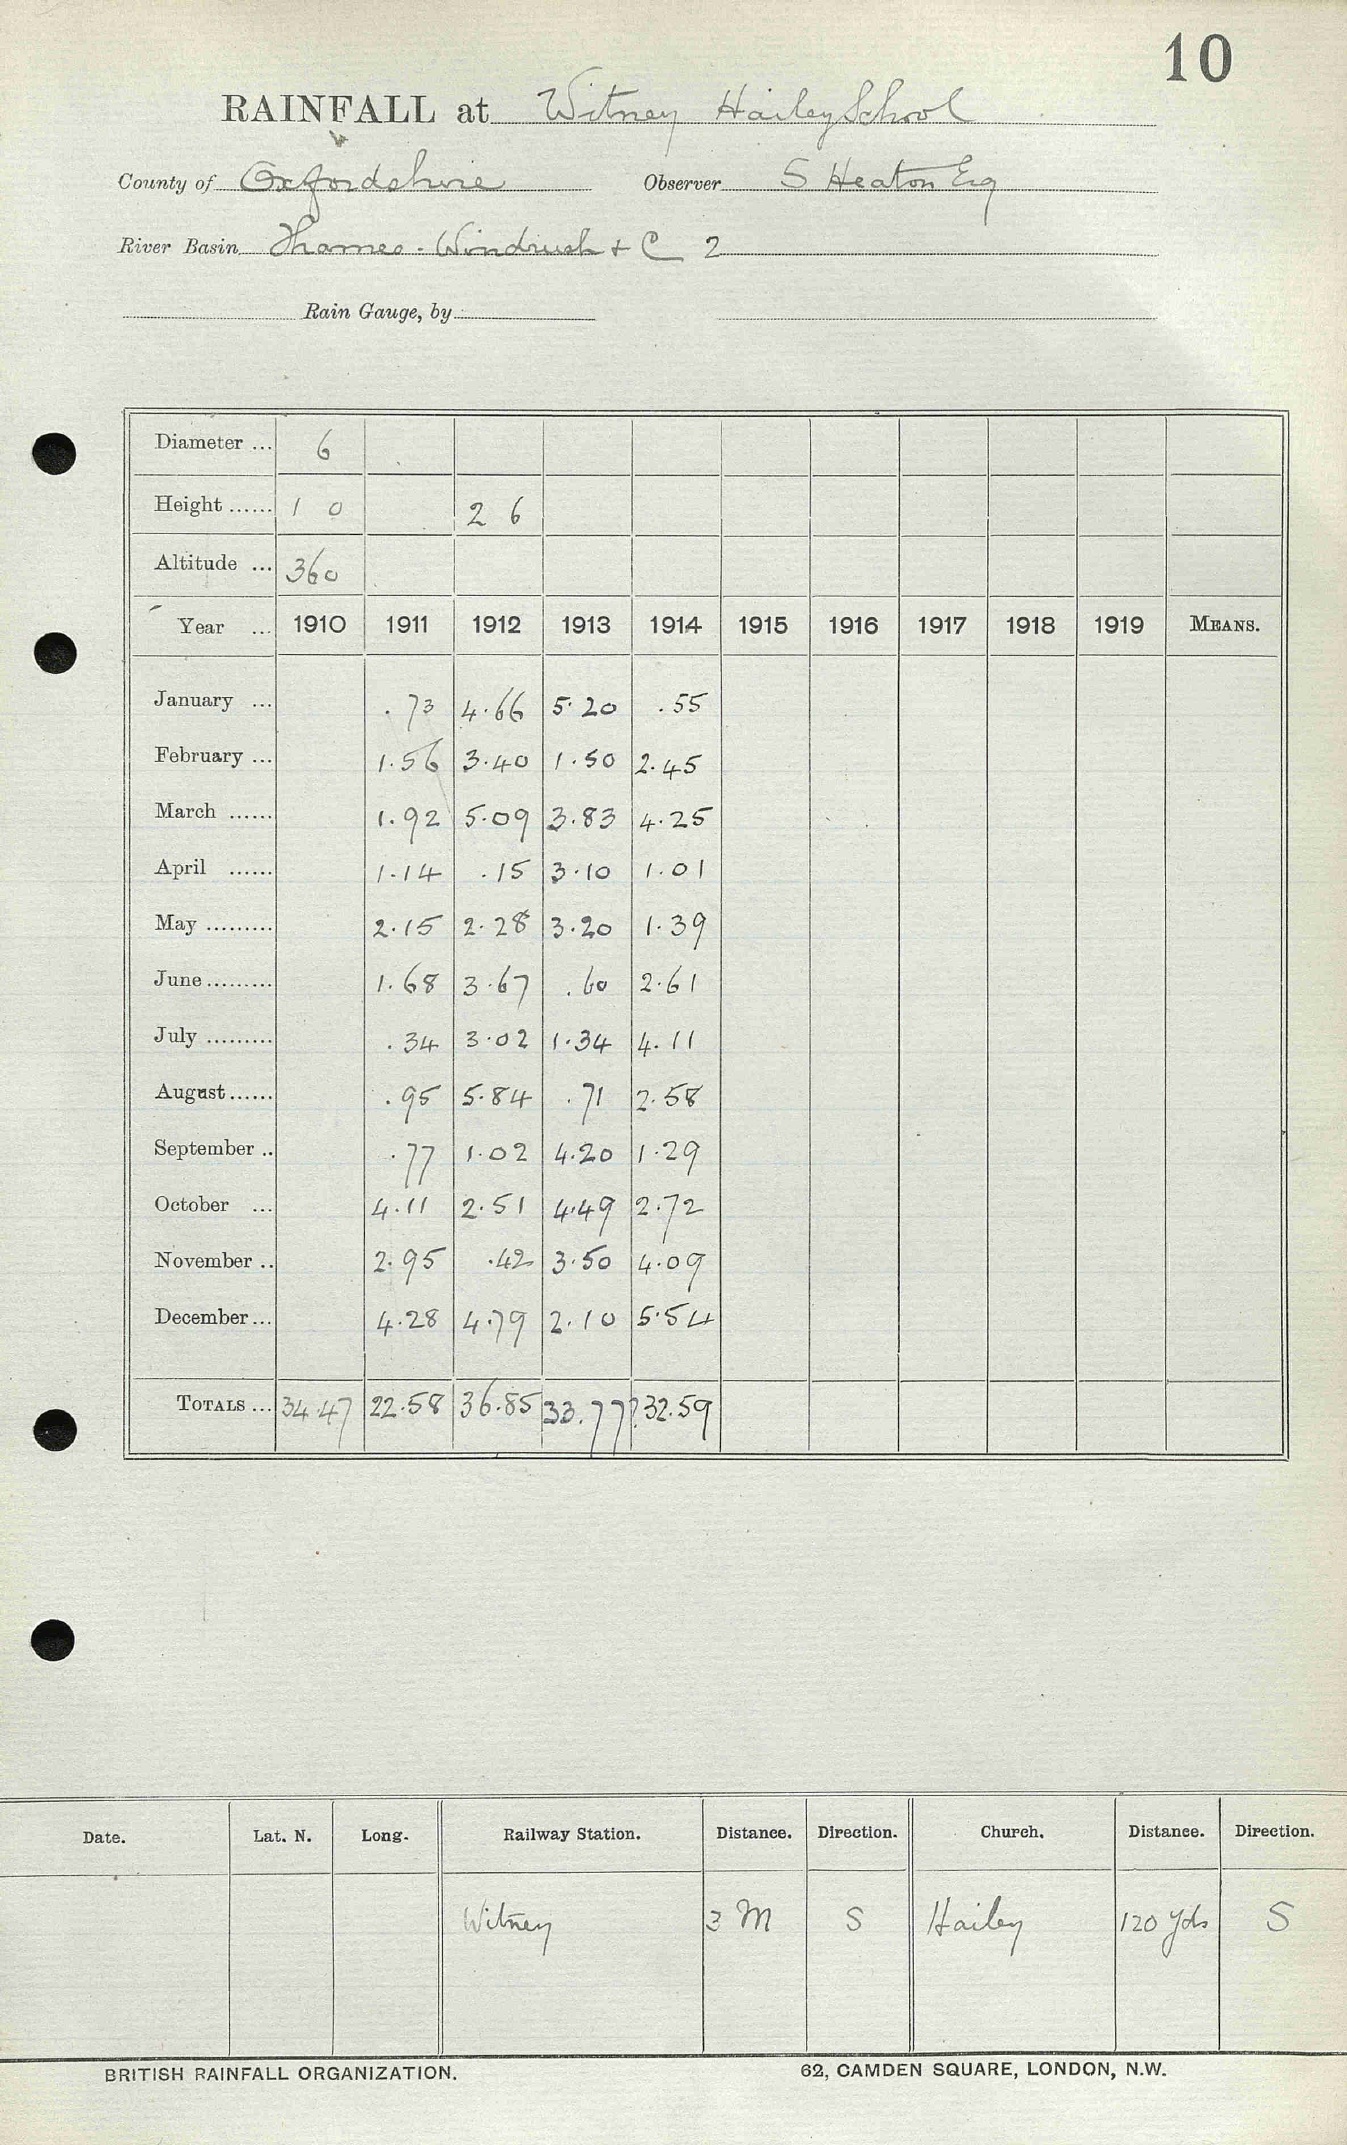 10
RAINFALL at Witney Hailey School
County of Oxfordshire Observer S Heaton Esq
River Basin Thames - Windrush + C 2
Rain Gauge, by
Diameter ... 6
Height ...... 1 0 2 6
Altitude ... 360
Year ... 1910 1911 1912 1913 1914 1915 1916 1917 1918 1919 MEANS.
January ... .73 4.66 5.20 .55
February ... 1.56 3.40 1.50 2.45
March ...... 1.92 5.09 3.83 4.25
April ...... 1.14 .15 3.10 1.01
May ......... 2.15 2.28 3.20 1.39
June ......... 1.68 3.67 .60 2.61
July ......... .34 3.02 1.34 4.11
August ...... .95 5.84 .71 2.58
September .. .77 1.02 4.20 1.29
October ... 4.11 2.51 4.49 2.72
November .. 2.95 .42 3.50 4.09
December ... 4.28 4.79 2.10 5.54
TOTALS ... 34.47 22.58 36.85 33.77? 32.59
Date. Lat. N. Long. Railway Station. Distance. Direction. Church. Distance. Direction.
Witney 3 M S Hailey 120 yds S
BRITISH RAINFALL ORGANIZATION. 62, CAMDEN SQUARE, LONDON, N.W.